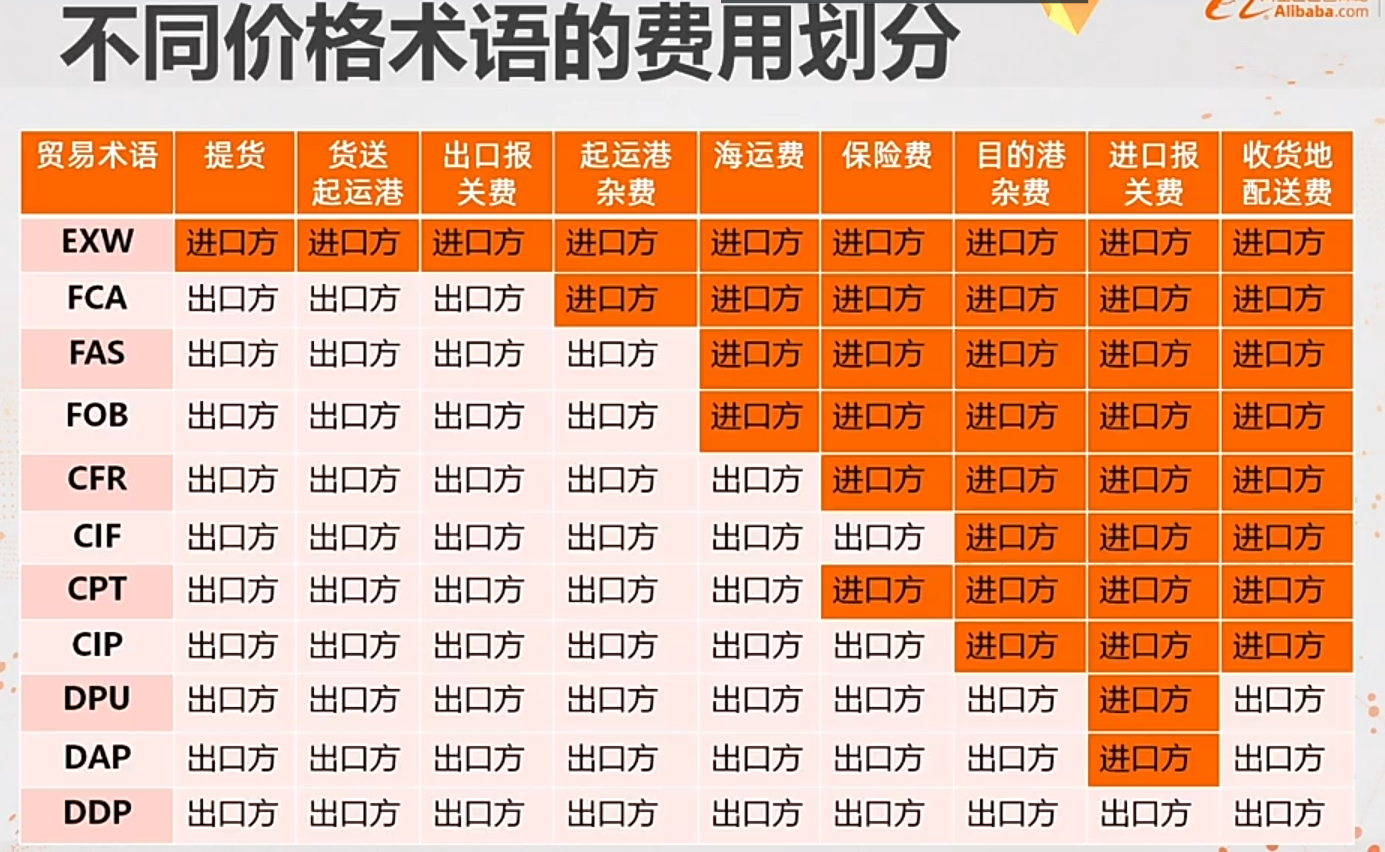 不同价格术语的费用划分
Alibaba.com
贸易术语 提货 货送起运港 出口报关费 起运港杂费 海运费 保险费 目的港杂费 进口报关费 收货地配送费
EXW 进口方 进口方 进口方 进口方 进口方 进口方 进口方 进口方 进口方
FCA 出口方 出口方 出口方 进口方 进口方 进口方 进口方 进口方 进口方
FAS 出口方 出口方 出口方 出口方 进口方 进口方 进口方 进口方 进口方
FOB 出口方 出口方 出口方 出口方 进口方 进口方 进口方 进口方 进口方
CFR 出口方 出口方 出口方 出口方 出口方 进口方 进口方 进口方 进口方
CIF 出口方 出口方 出口方 出口方 出口方 出口方 进口方 进口方 进口方
CPT 出口方 出口方 出口方 出口方 出口方 进口方 进口方 进口方 进口方
CIP 出口方 出口方 出口方 出口方 出口方 出口方 进口方 进口方 进口方
DPU 出口方 出口方 出口方 出口方 出口方 出口方 出口方 进口方 出口方
DAP 出口方 出口方 出口方 出口方 出口方 出口方 出口方 进口方 出口方
DDP 出口方 出口方 出口方 出口方 出口方 出口方 出口方 出口方 出口方